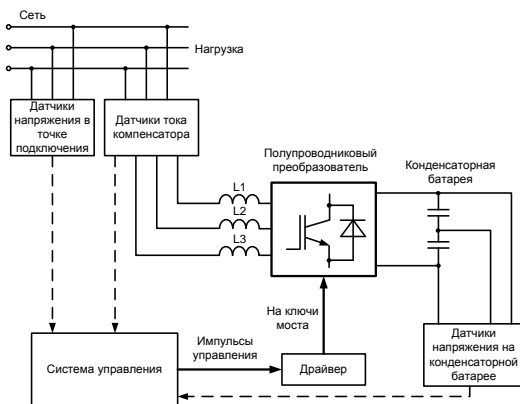 Сеть
Нагрузка
Датчики
напряжения в
точке
подключения
Датчики тока
компенсатора
Полупроводниковый
преобразователь
Конденсаторная
батарея
L1
L2
L3
На ключи
моста
Импульсы
управления
Система управления
Драйвер
Датчики
напряжения на
конденсаторной
батарее